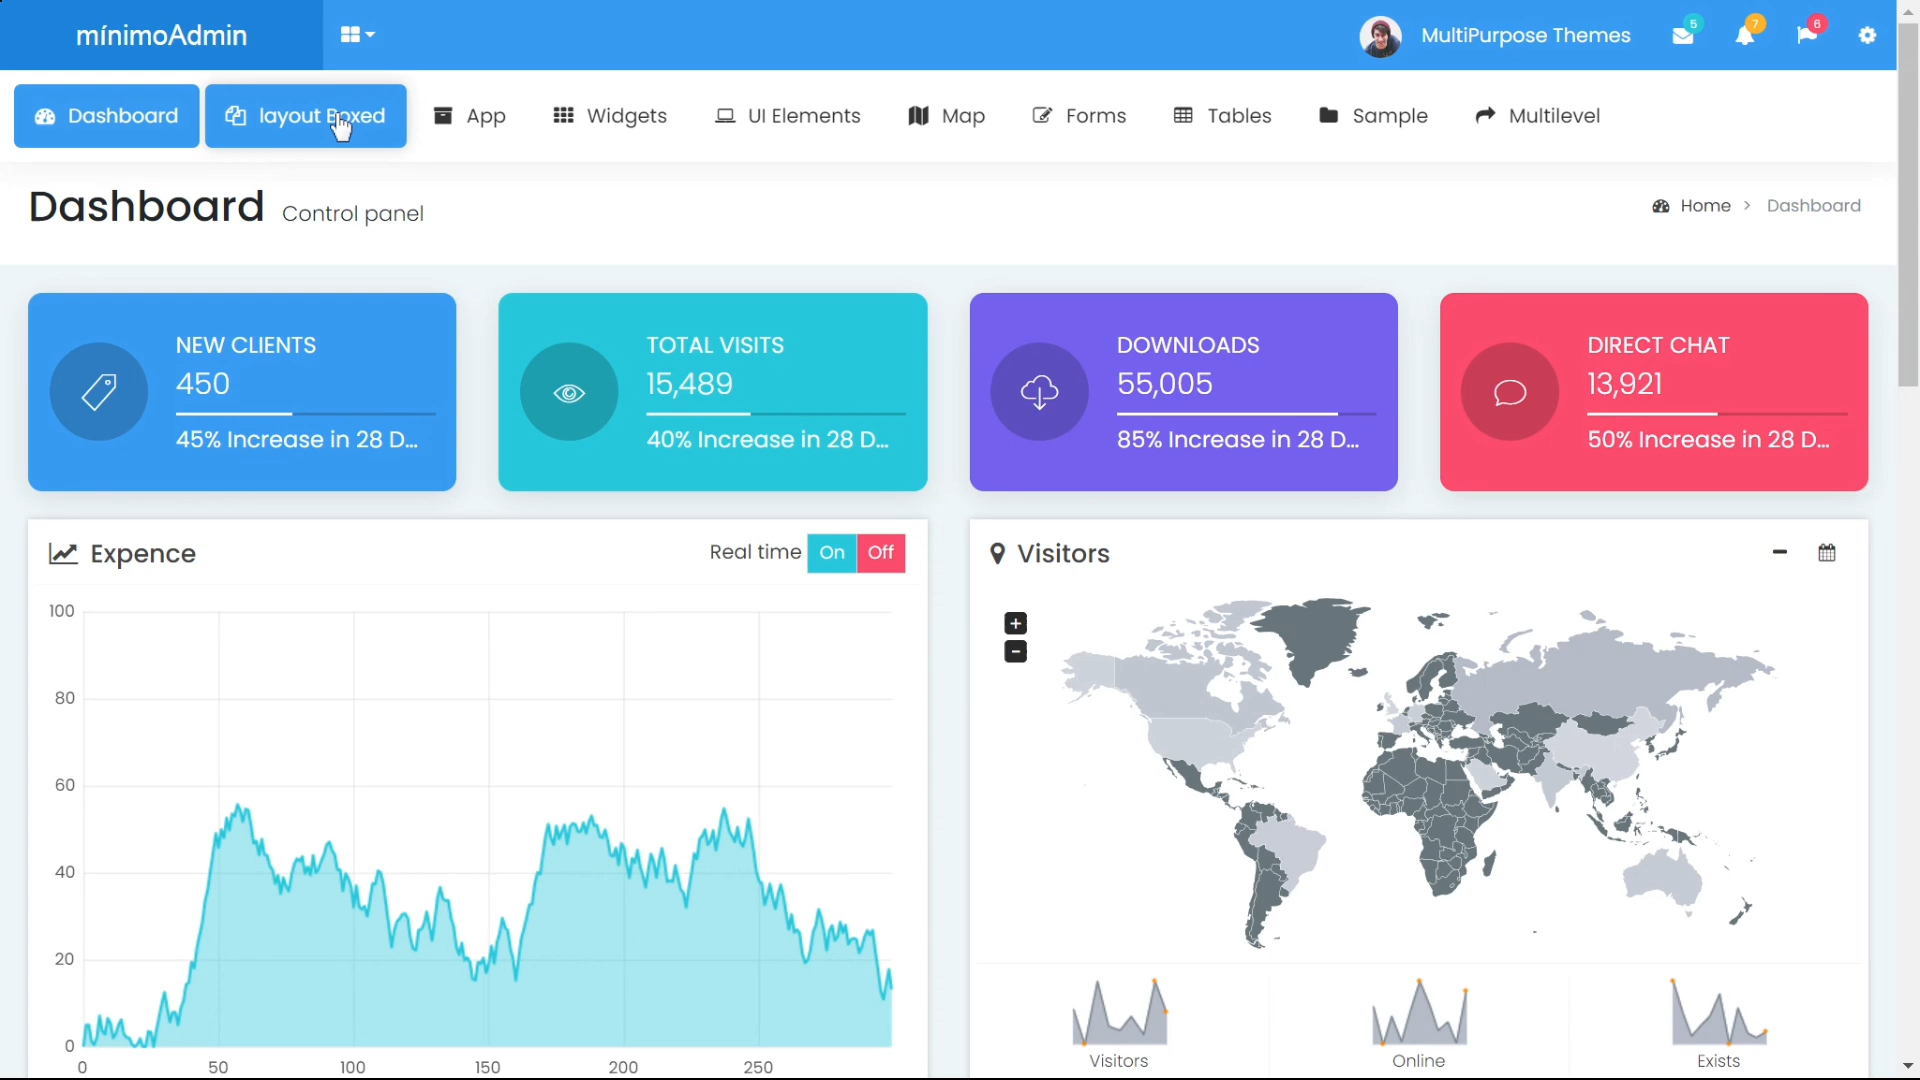 mínimoAdmin
MultiPurpose Themes
5
7
6
Dashboard
layout Boxed
App
Widgets
UI Elements
Map
Forms
Tables
Sample
Multilevel
Dashboard Control panel
Home > Dashboard
NEW CLIENTS
450
45% Increase in 28 D...
TOTAL VISITS
15,489
40% Increase in 28 D...
DOWNLOADS
55,005
85% Increase in 28 D...
DIRECT CHAT
13,921
50% Increase in 28 D...
Expence
Real time On Off
100
80
60
40
20
0
0 50 100 150 200 250
Visitors
+
-
Visitors
Online
Exists